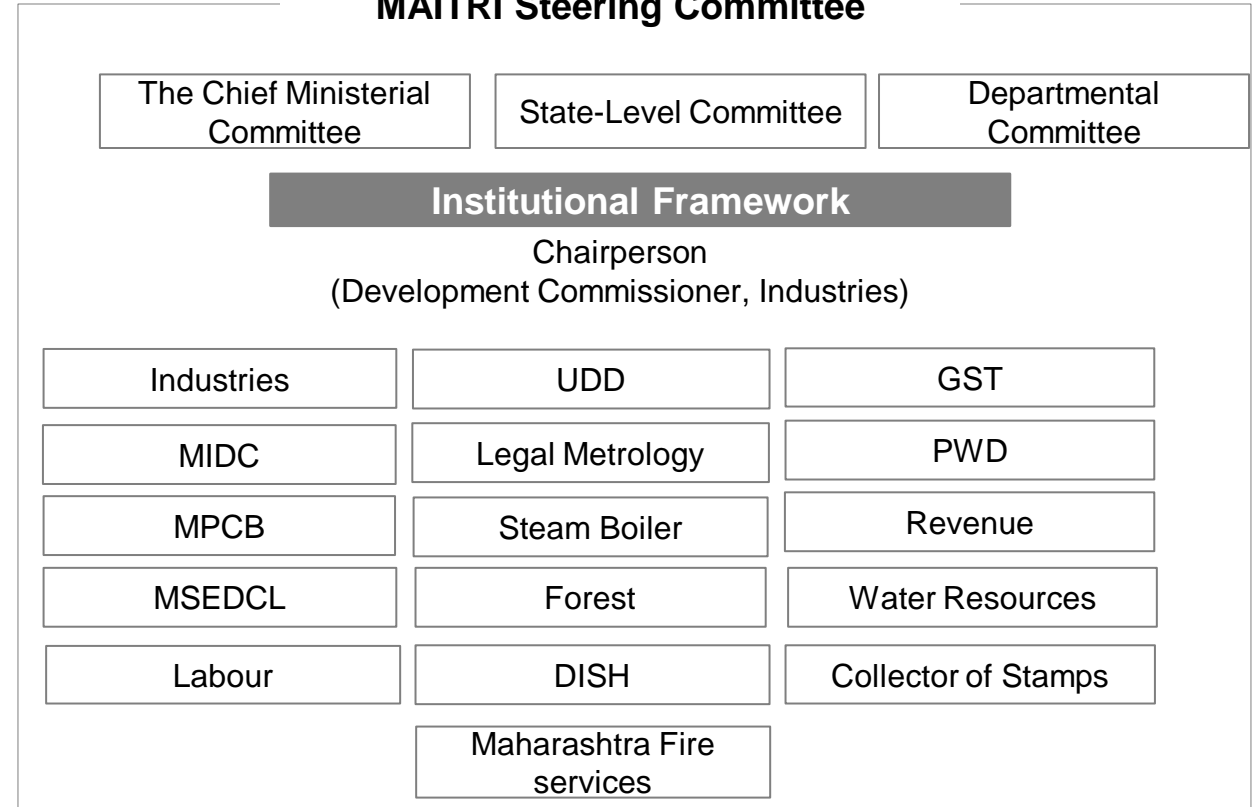 MAITRI Steering Committee
The Chief Ministerial
Committee
State-Level Committee
Departmental
Committee
Institutional Framework
Chairperson
(Development Commissioner, Industries)
Industries
UDD
GST
MIDC
Legal Metrology
PWD
MPCB
Steam Boiler
Revenue
MSEDCL
Forest
Water Resources
Labour
DISH
Collector of Stamps
Maharashtra Fire
services